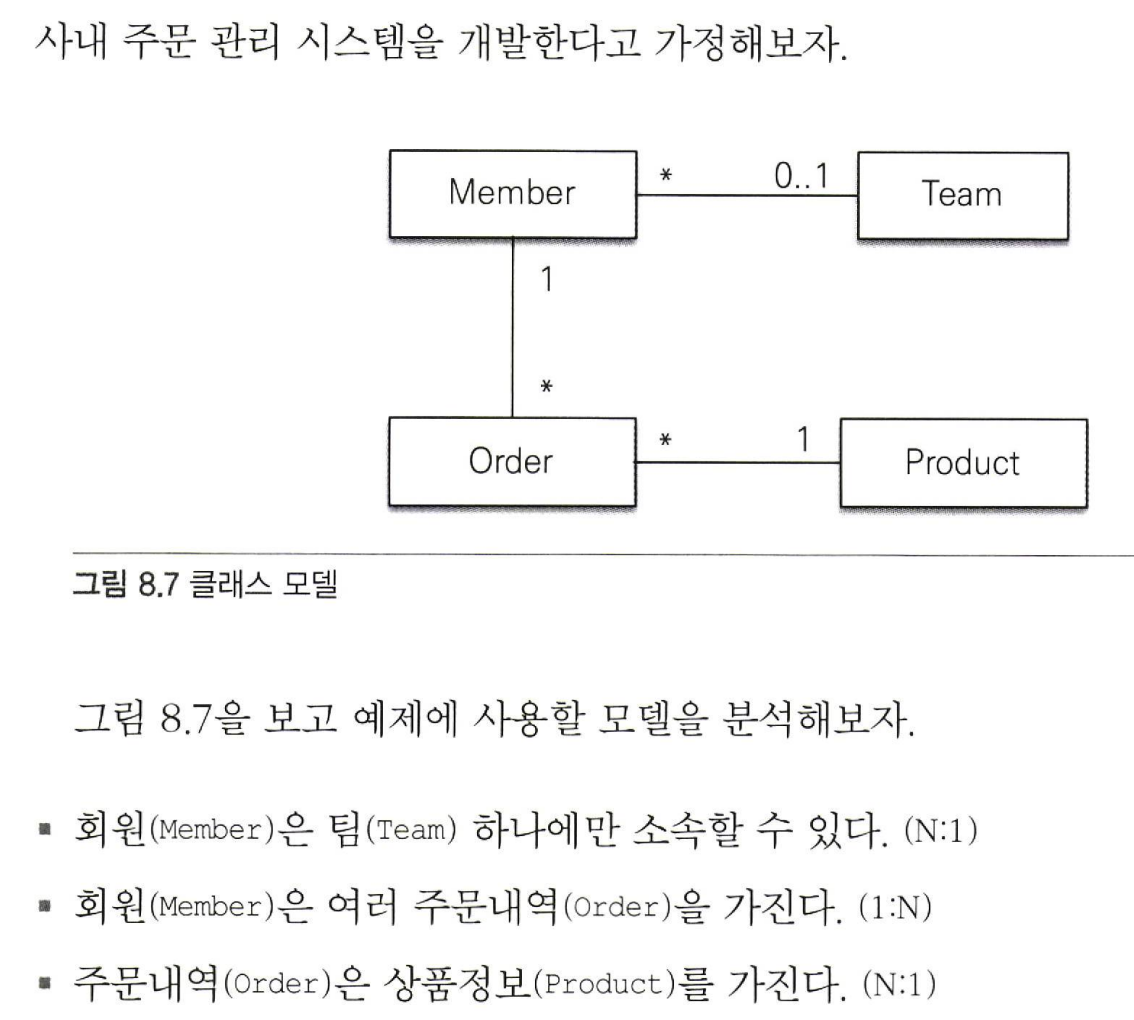 사내 주문 관리 시스템을 개발한다고 가정해보자.
Member * 0..1 Team
1
*
Order * 1 Product
그림 8.7 클래스 모델
그림 8.7을 보고 예제에 사용할 모델을 분석해보자.
■ 회원(Member)은 팀(Team) 하나에만 소속할 수 있다. (N:1)
■ 회원(Member)은 여러 주문내역(Order)을 가진다. (1:N)
■ 주문내역(Order)은 상품정보(Product)를 가진다. (N:1)